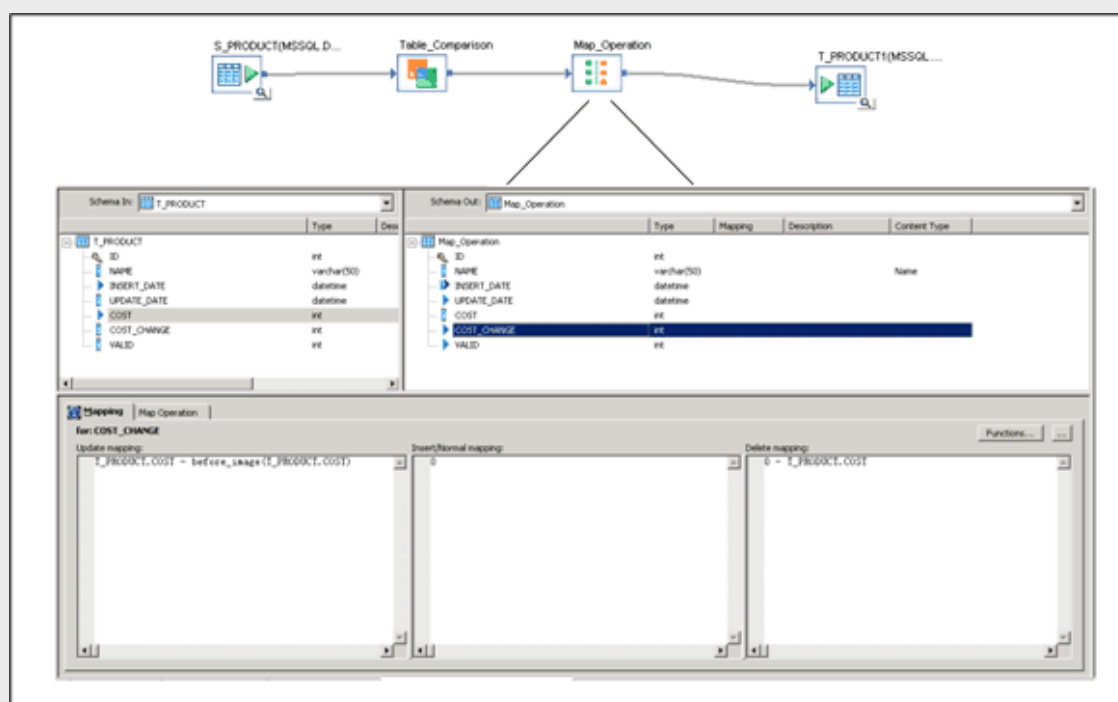 S_PRODUCT(MSSQL.D...
Table_Comparison
Map_Operation
T_PRODUCT1(MSSQL....
Schema In: T_PRODUCT
Schema Out: Map_Operation
Type Des
Type Mapping Description Content Type
T_PRODUCT
ID int
NAME varchar(50)
INSERT_DATE datetime
UPDATE_DATE datetime
COST int
COST_CHANGE int
VALID int
Map_Operation
ID int
NAME varchar(50) Name
INSERT_DATE datetime
UPDATE_DATE datetime
COST int
COST_CHANGE int
VALID int
Mapping Map Operation
For: COST_CHANGE
Functions... ...
Update mapping:
T_PRODUCT.COST - before_image(T_PRODUCT.COST)
Insert/Normal mapping:
0
Delete mapping:
0 - T_PRODUCT.COST